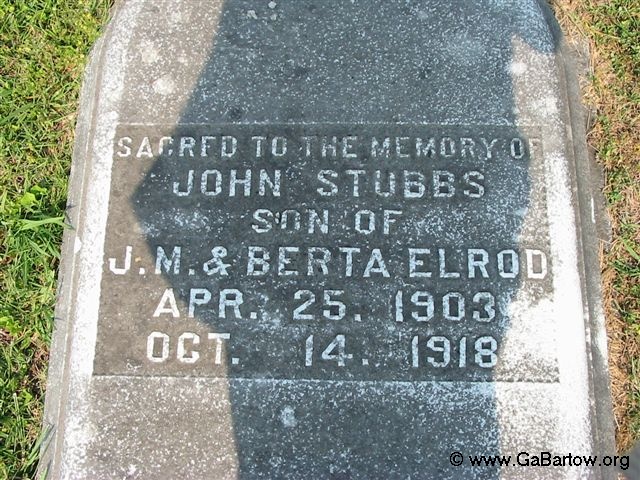 SACRED TO THE MEMORY OF
JOHN STUBBS
SON OF
J.M. & BERTA ELROD
APR. 25. 1903
OCT. 14. 1918
© www.GaBartow.org